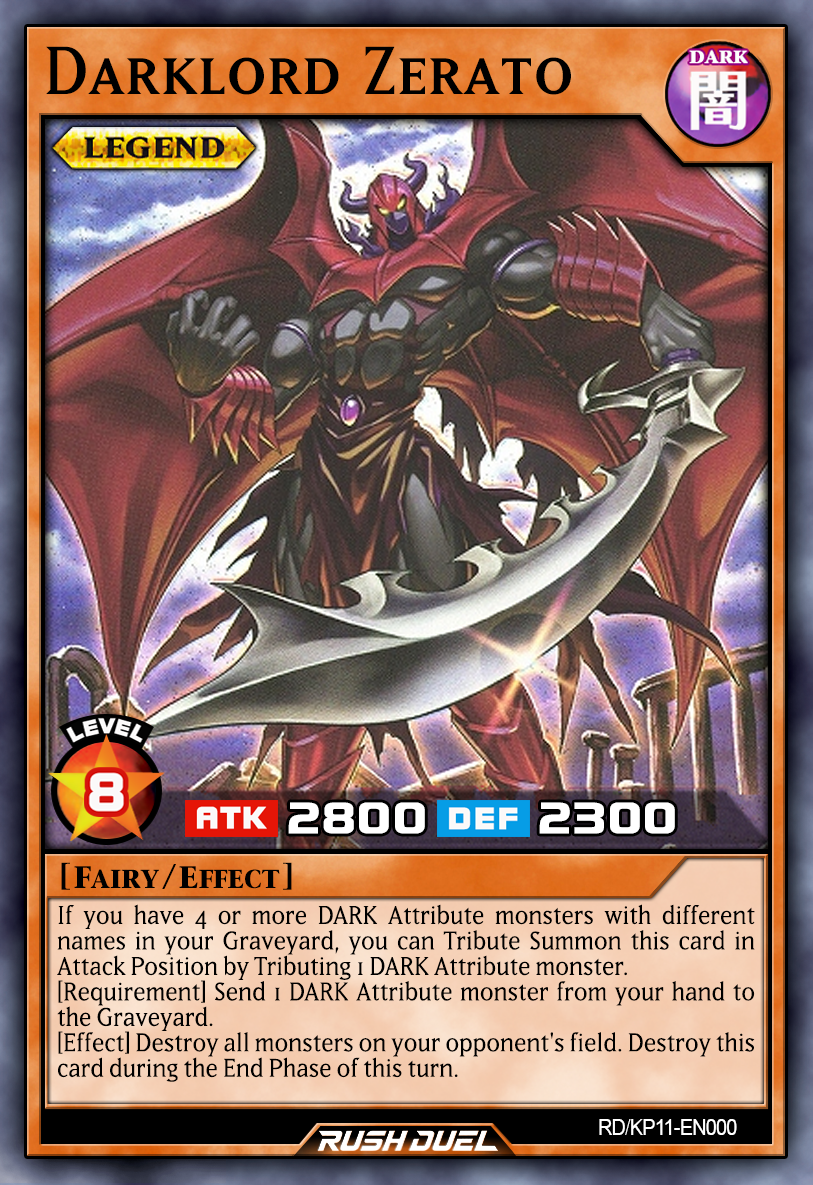 Darklord Zerato
DARK
闇
LEGEND
LEVEL
8
ATK 2800 DEF 2300
[Fairy/Effect]
If you have 4 or more DARK Attribute monsters with different
names in your Graveyard, you can Tribute Summon this card in
Attack Position by Tributing 1 DARK Attribute monster.
[Requirement] Send 1 DARK Attribute monster from your hand to
the Graveyard.
[Effect] Destroy all monsters on your opponent's field. Destroy this
card during the End Phase of this turn.
RUSH DUEL
RD/KP11-EN000